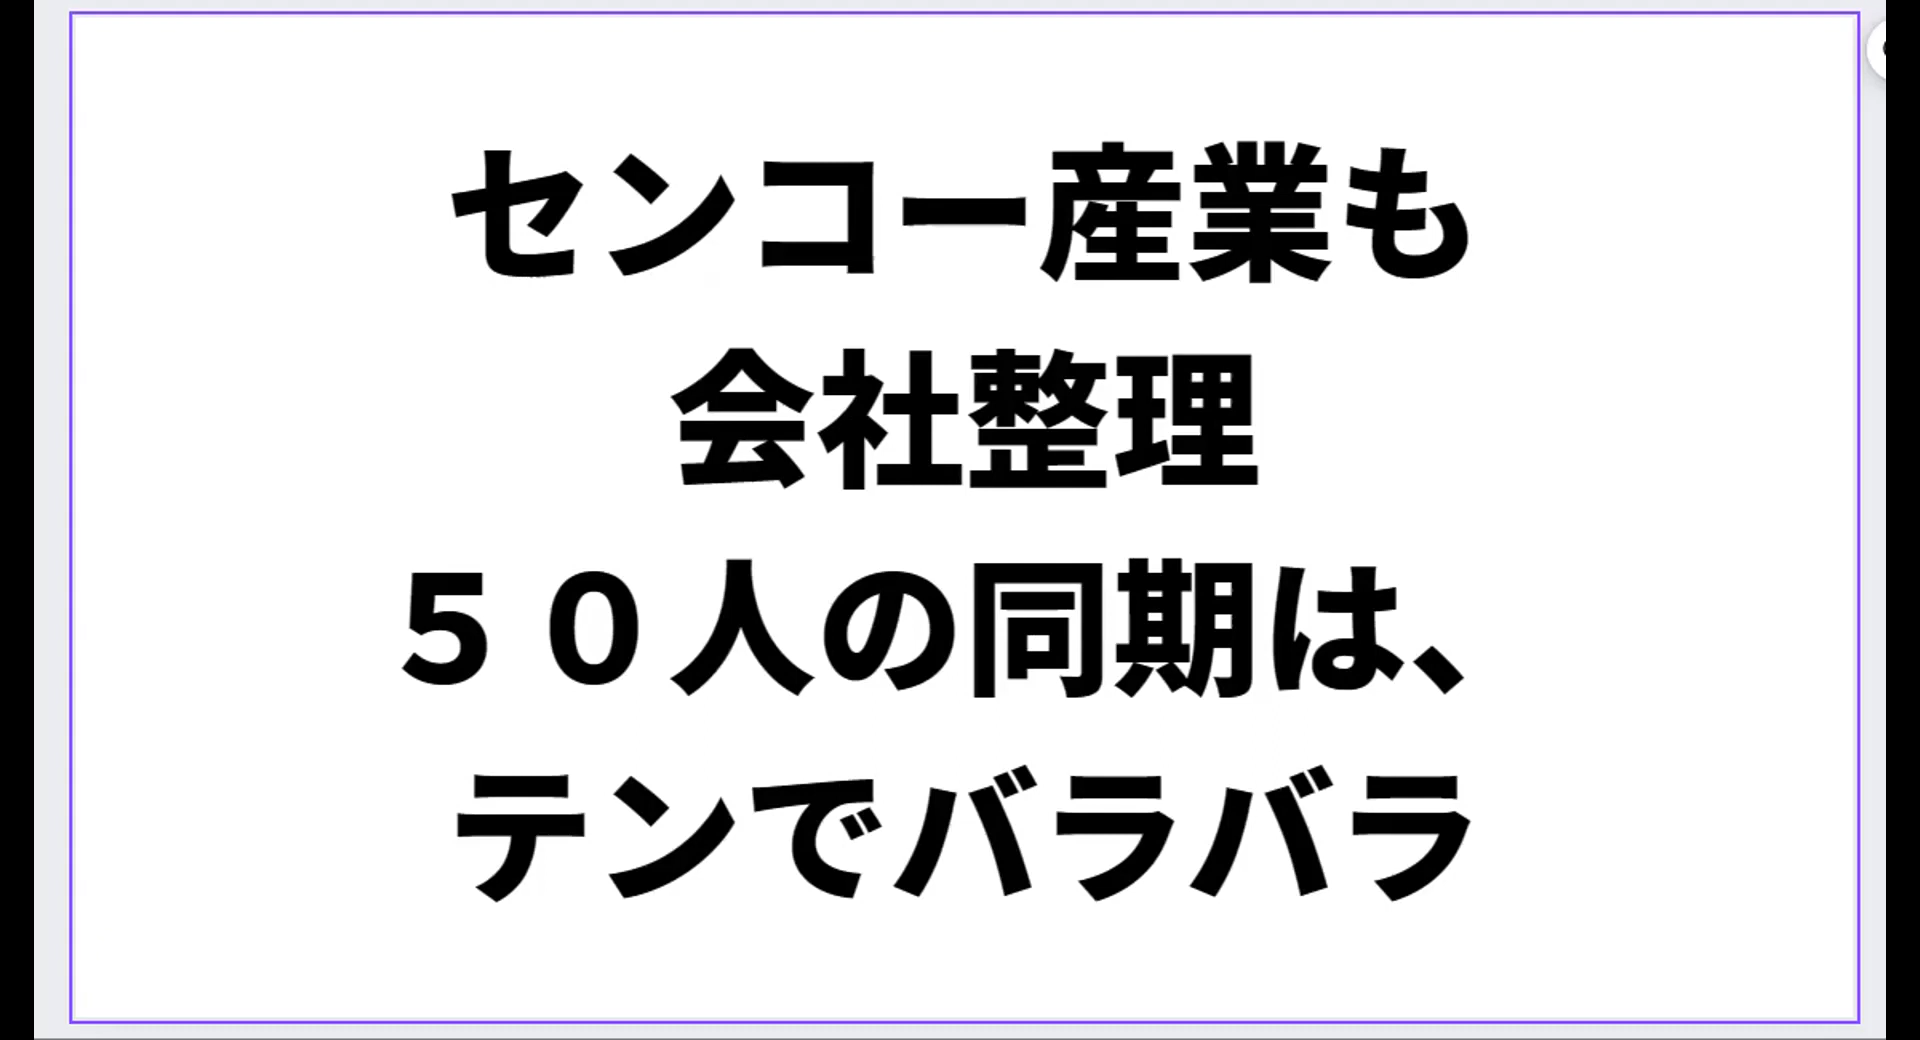 センコー産業も
会社整理
５０人の同期は、
テンでバラバラ